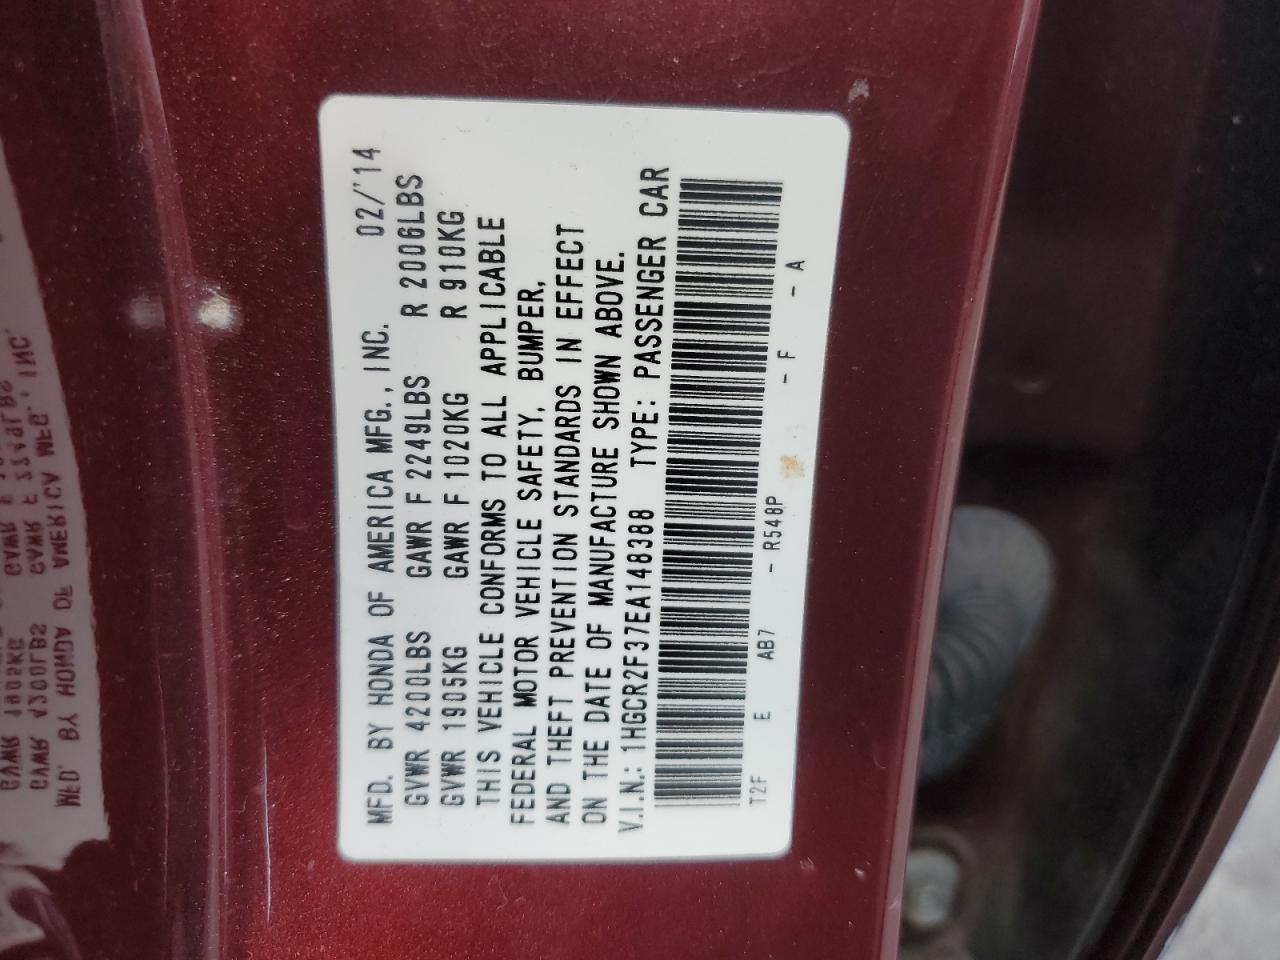 MFD. BY HONDA OF AMERICA MFG., INC. 02/'14
GVWR 4200LBS GAWR F 2249LBS R 2006LBS
GVWR 1905KG GAWR F 1020KG R 910KG
THIS VEHICLE CONFORMS TO ALL APPLICABLE
FEDERAL MOTOR VEHICLE SAFETY, BUMPER,
AND THEFT PREVENTION STANDARDS IN EFFECT
ON THE DATE OF MANUFACTURE SHOWN ABOVE.
V.I.N.: 1HGCR2F37EA148388 TYPE: PASSENGER CAR
T2F E AB7 - R548P - F - A